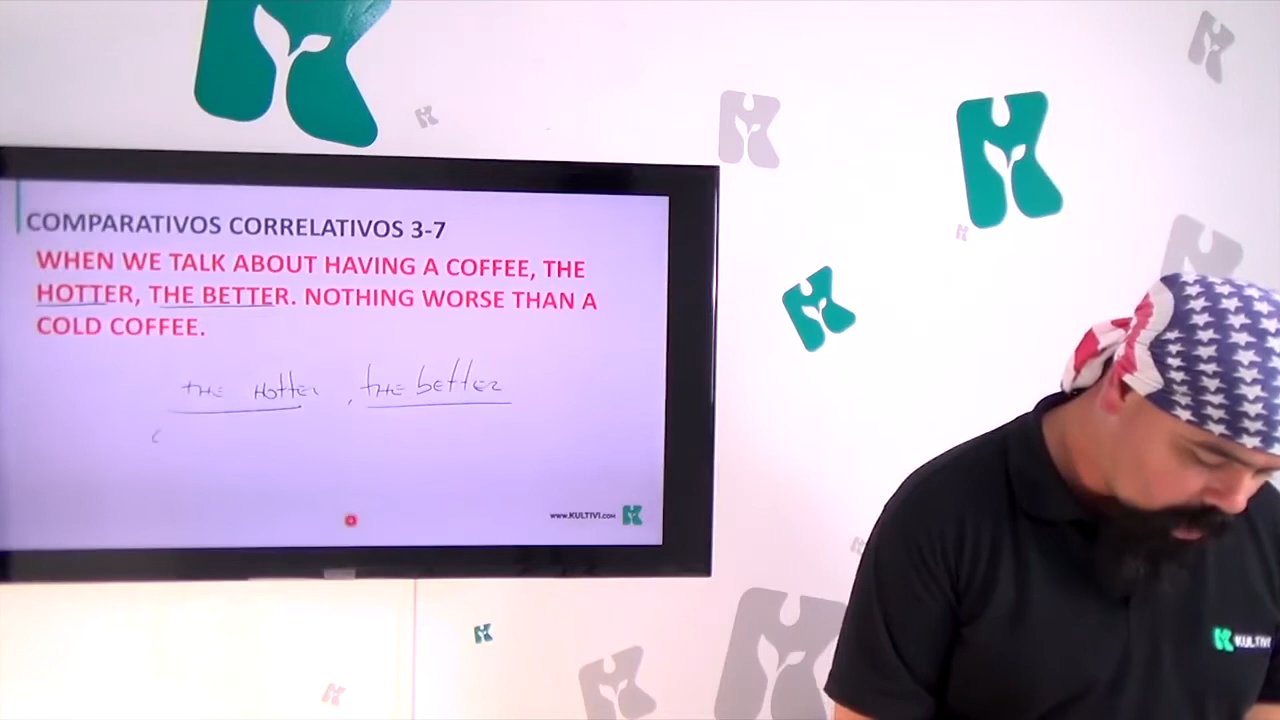 COMPARATIVOS CORRELATIVOS 3-7
WHEN WE TALK ABOUT HAVING A COFFEE, THE
HOTTER, THE BETTER. NOTHING WORSE THAN A
COLD COFFEE.
THE HOTTER, THE bETTER
www.KULTIVI.COM
KULTIVI